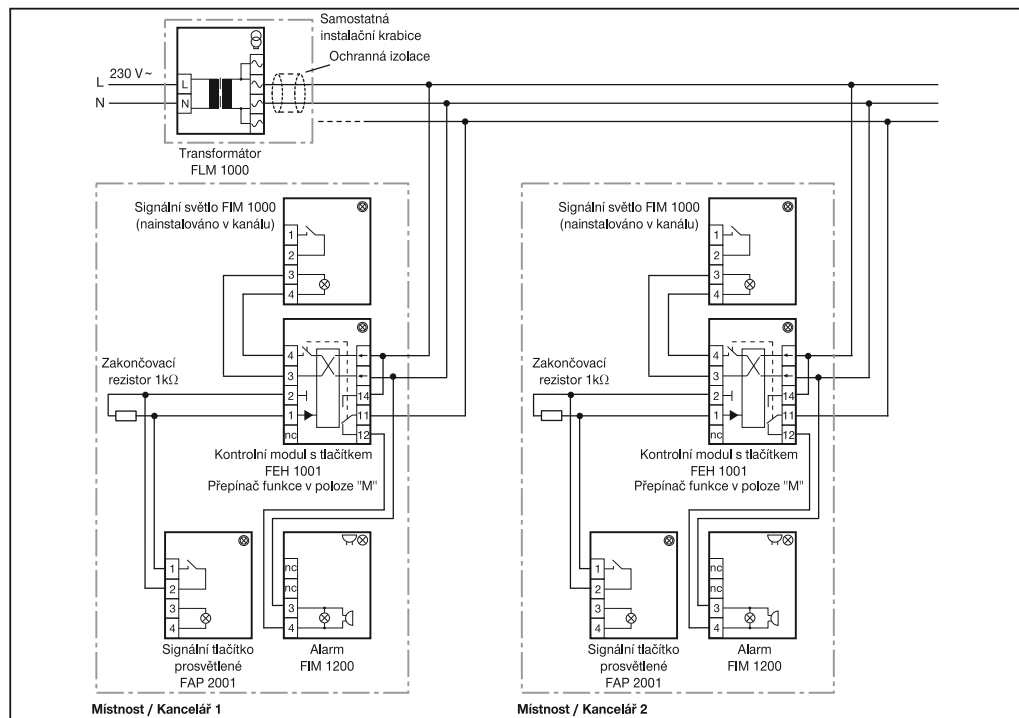 Samostatná
instalační krabice
Ochranná izolace
L
230 V~
N
L
N
Transformátor
FLM 1000
Signální světlo FIM 1000
(nainstalováno v kanálu)
1
2
3
4
Zakončovací
rezistor 1kΩ
4
3
2
1
nc
14
11
12
Kontrolní modul s tlačítkem
FEH 1001
Přepínač funkce v poloze "M"
1
2
3
4
Signální tlačítko
prosvětlené
FAP 2001
nc
nc
3
4
Alarm
FIM 1200
Místnost / Kancelář 1
Signální světlo FIM 1000
(nainstalováno v kanálu)
1
2
3
4
Zakončovací
rezistor 1kΩ
4
3
2
1
nc
14
11
12
Kontrolní modul s tlačítkem
FEH 1001
Přepínač funkce v poloze "M"
1
2
3
4
Signální tlačítko
prosvětlené
FAP 2001
nc
nc
3
4
Alarm
FIM 1200
Místnost / Kancelář 2